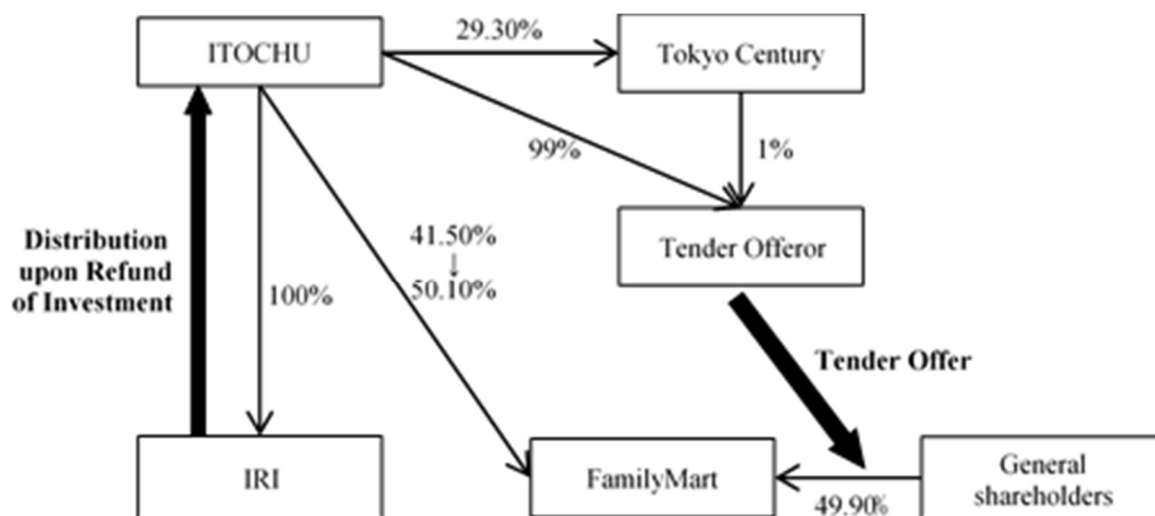 29.30%
ITOCHU
Tokyo Century
99%
1%
Distribution
upon Refund
of Investment
41.50%
↓
50.10%
Tender Offeror
100%
Tender Offer
IRI
FamilyMart
49.90%
General
shareholders